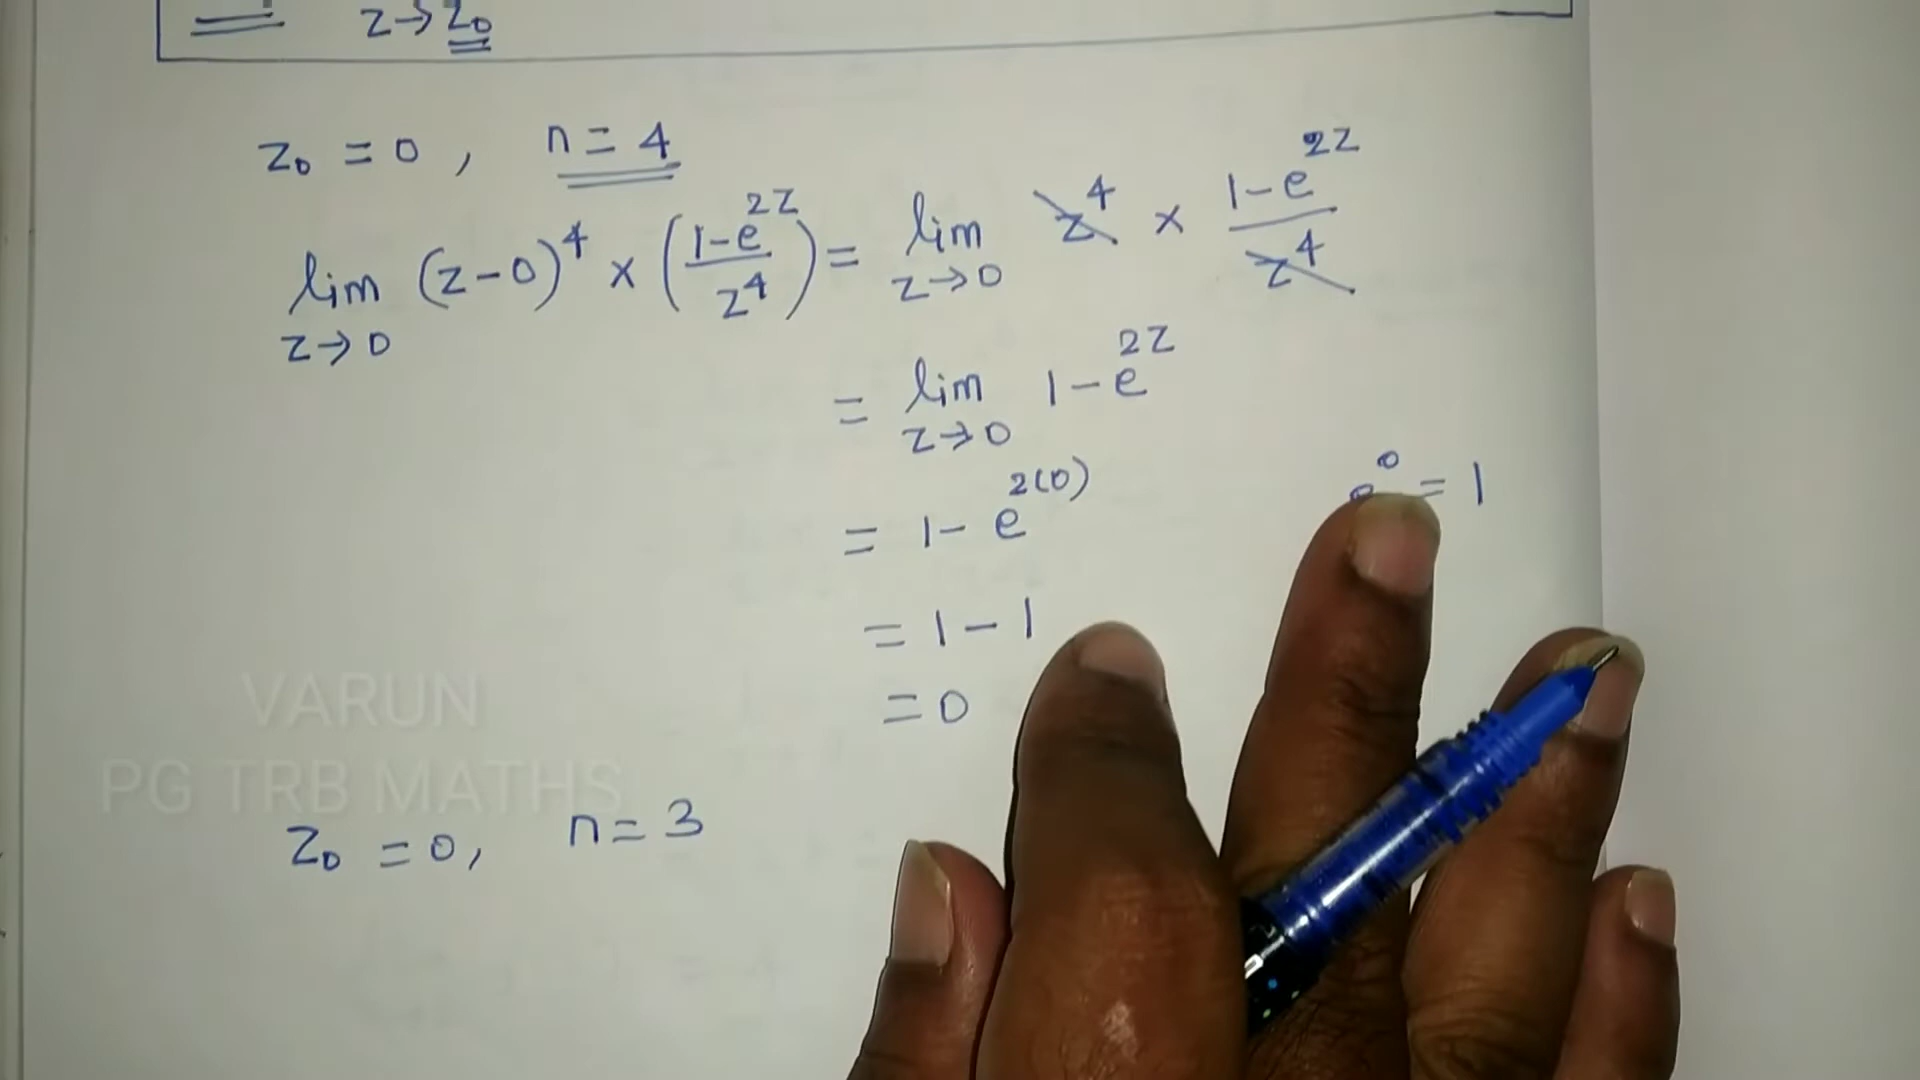 z→z₀
z₀ = 0, n = 4
lim z→0 (z-0)⁴ × ((1-e^2z)/z⁴) = lim z→0 z⁴ × (1-e^2z)/z⁴
= lim z→0 1-e^2z
= 1- e^2(0) e⁰ = 1
= 1-1
= 0
VARUN
PG TRB MATHS
z₀ = 0, n = 3